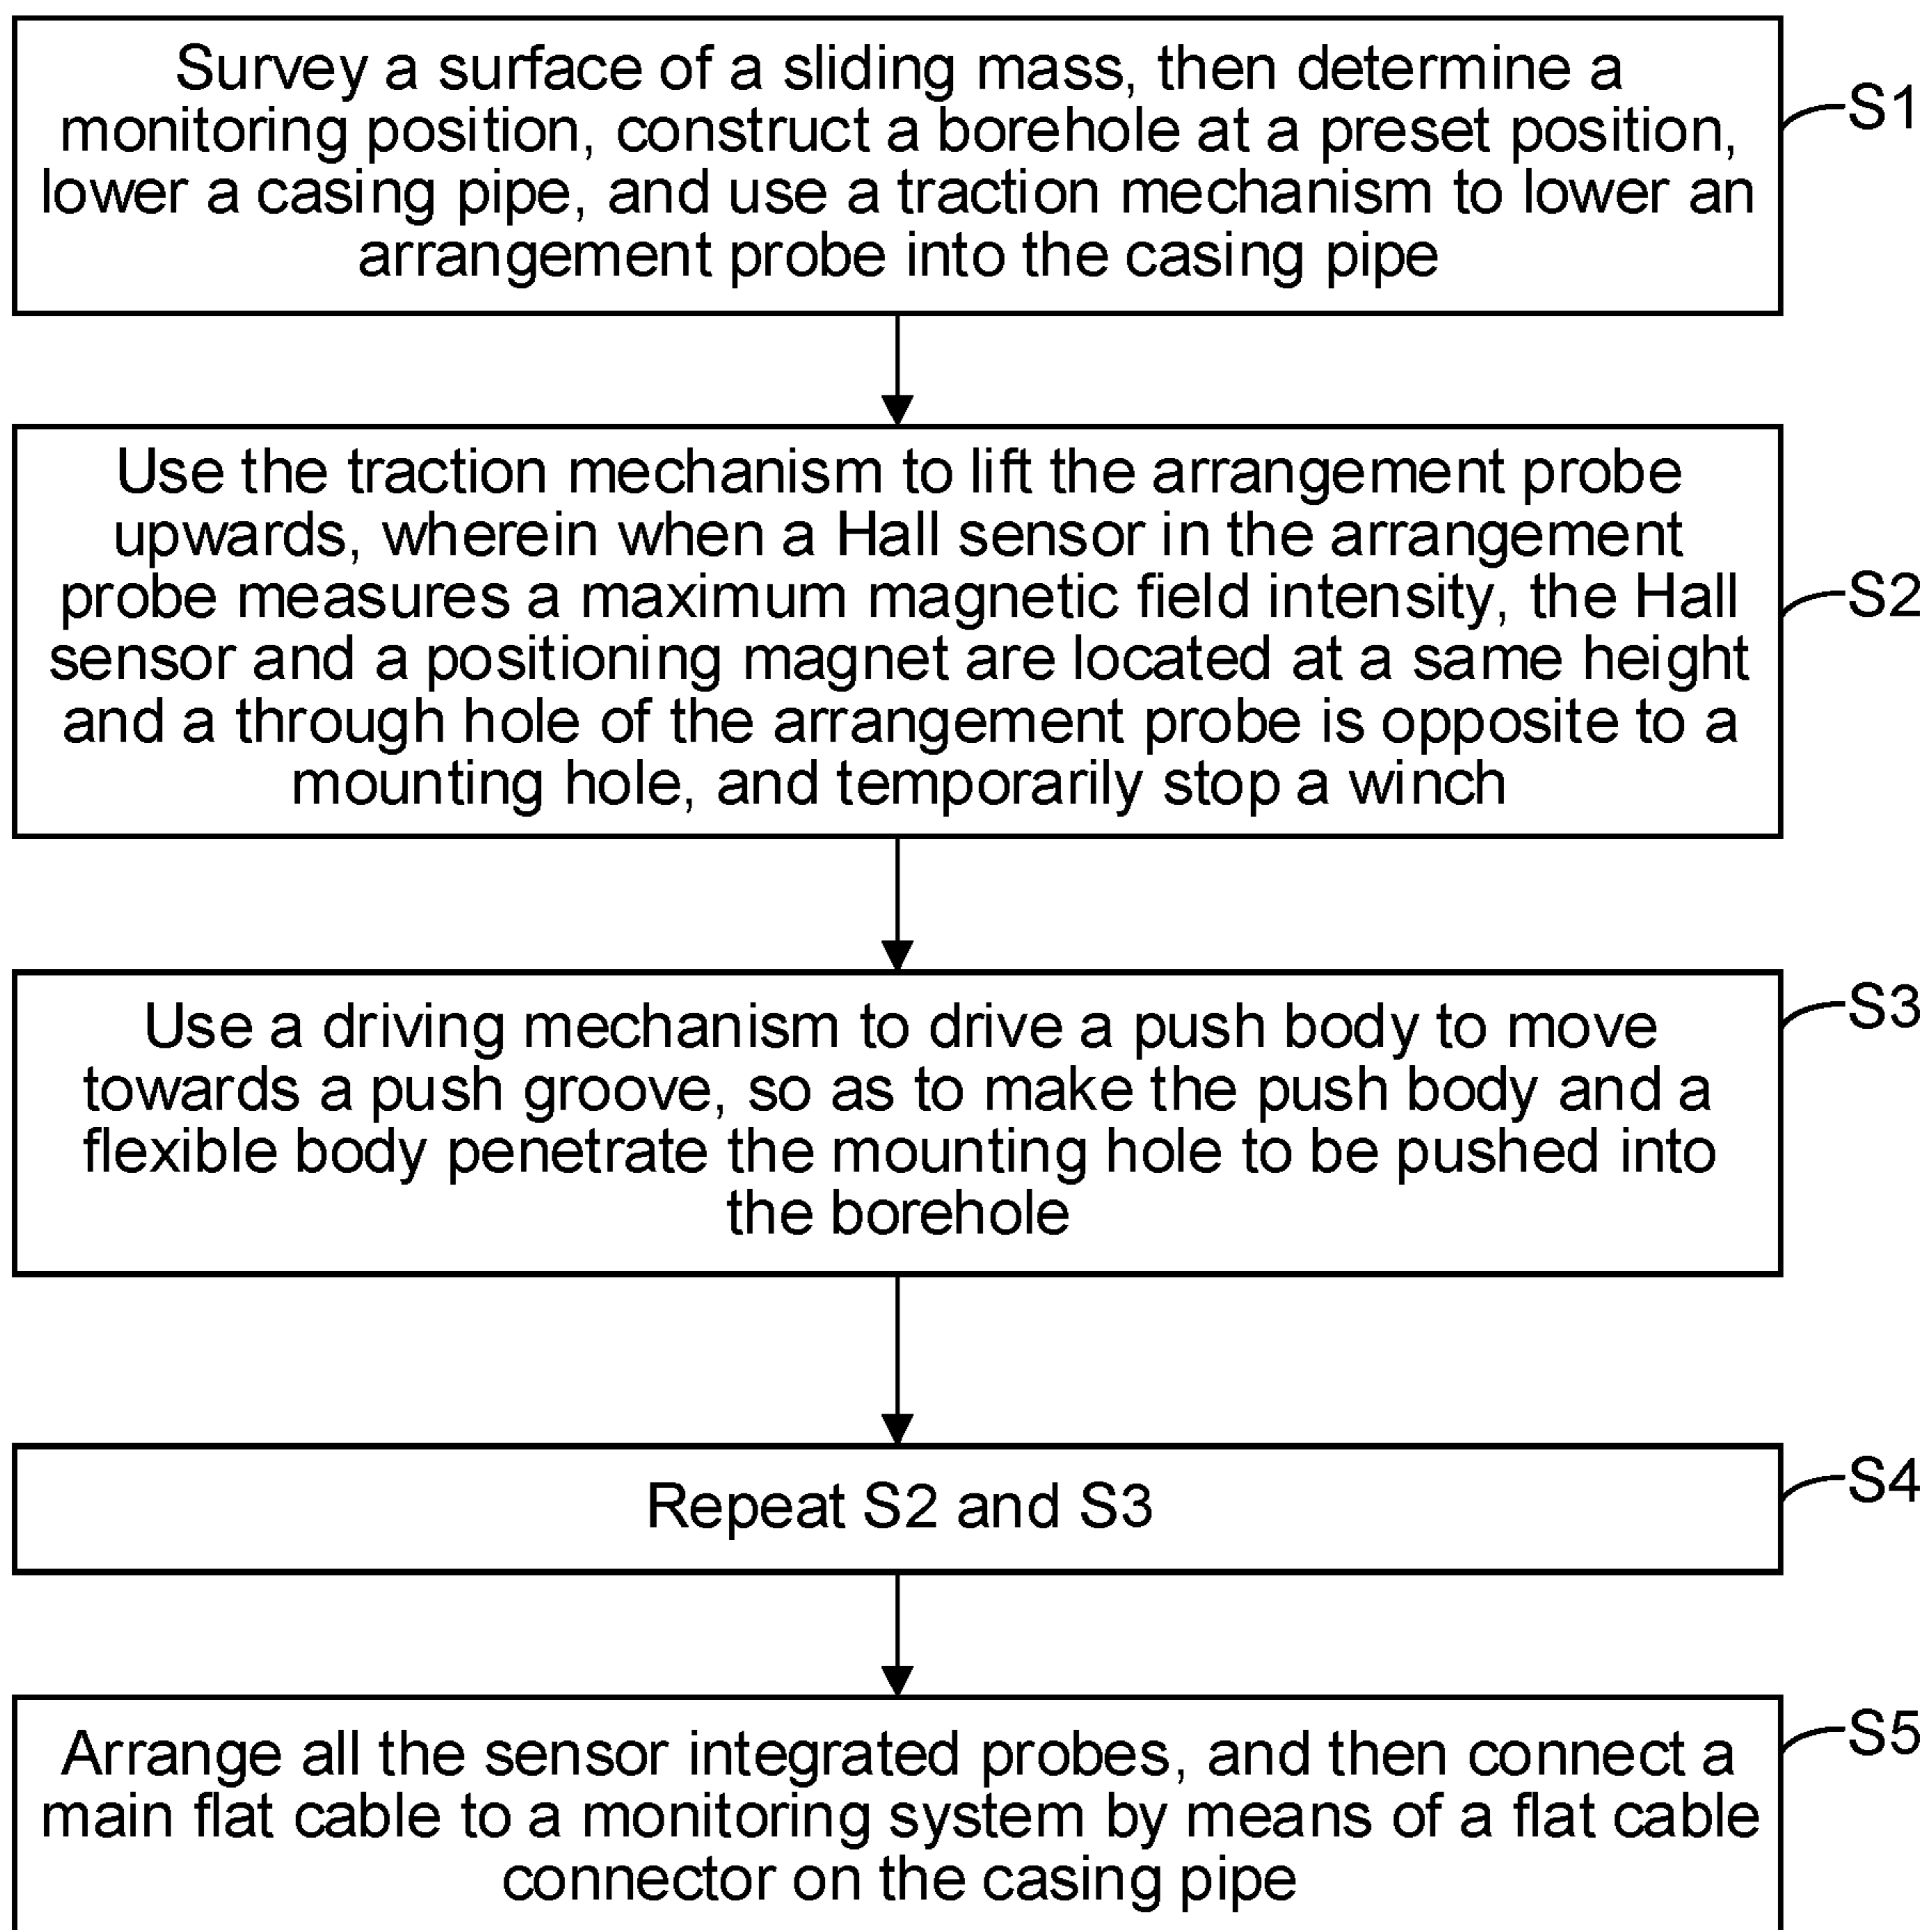 Survey a surface of a sliding mass, then determine a
monitoring position, construct a borehole at a preset position,
lower a casing pipe, and use a traction mechanism to lower an
arrangement probe into the casing pipe
S1
Use the traction mechanism to lift the arrangement probe
upwards, wherein when a Hall sensor in the arrangement
probe measures a maximum magnetic field intensity, the Hall
sensor and a positioning magnet are located at a same height
and a through hole of the arrangement probe is opposite to a
mounting hole, and temporarily stop a winch
S2
Use a driving mechanism to drive a push body to move
towards a push groove, so as to make the push body and a
flexible body penetrate the mounting hole to be pushed into
the borehole
S3
Repeat S2 and S3
S4
Arrange all the sensor integrated probes, and then connect a
main flat cable to a monitoring system by means of a flat cable
connector on the casing pipe
S5